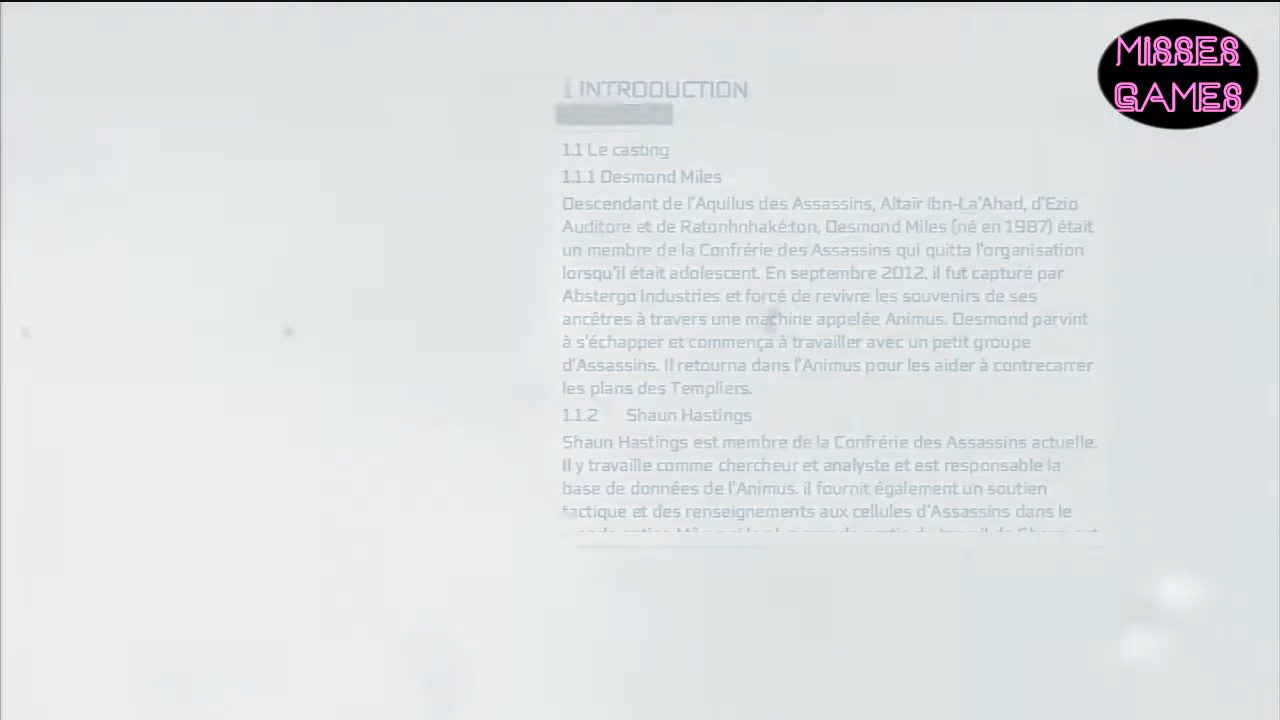 MISSES
GAMES
1 INTRODUCTION
1.1 Le casting
1.1.1 Desmond Miles
Descendant de l'Aquilus des Assassins, Altaïr Ibn-La'Ahad, d'Ezio
Auditore et de Ratonhnhaké:ton, Desmond Miles (né en 1987) était
un membre de la Confrérie des Assassins qui quitta l'organisation
lorsqu'il était adolescent. En septembre 2012, il fut capturé par
Abstergo Industries et forcé de revivre les souvenirs de ses
ancêtres à travers une machine appelée Animus. Desmond parvint
à s'échapper et commença à travailler avec un petit groupe
d'Assassins. Il retourna dans l'Animus pour les aider à contrecarrer
les plans des Templiers.
1.1.2 Shaun Hastings
Shaun Hastings est membre de la Confrérie des Assassins actuelle.
Il y travaille comme chercheur et analyste et est responsable la
base de données de l'Animus. il fournit également un soutien
tactique et des renseignements aux cellules d'Assassins dans le